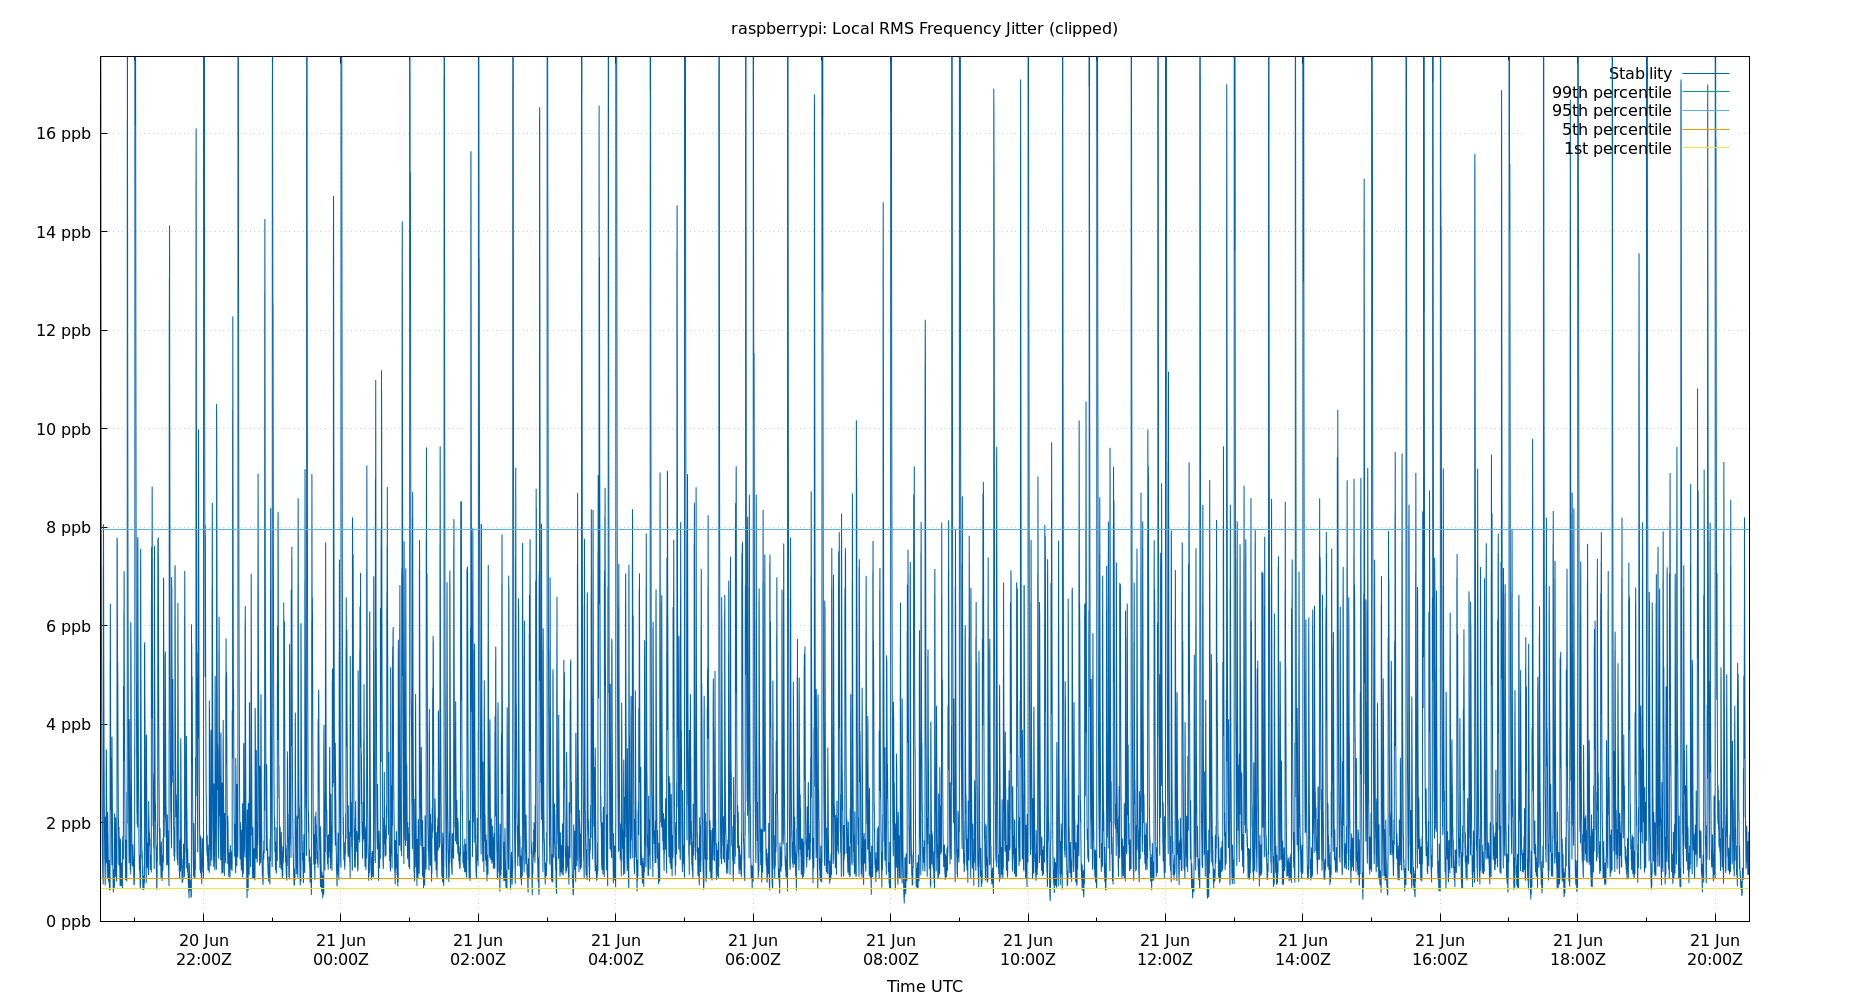 raspberrypi: Local RMS Frequency Jitter (clipped)
Stability
99th percentile
95th percentile
5th percentile
1st percentile
16 ppb
14 ppb
12 ppb
10 ppb
8 ppb
6 ppb
4 ppb
2 ppb
0 ppb
20 Jun 21 Jun 21 Jun 21 Jun 21 Jun 21 Jun 21 Jun 21 Jun 21 Jun 21 Jun 21 Jun 21 Jun
22:00Z 00:00Z 02:00Z 04:00Z 06:00Z 08:00Z 10:00Z 12:00Z 14:00Z 16:00Z 18:00Z 20:00Z
Time UTC